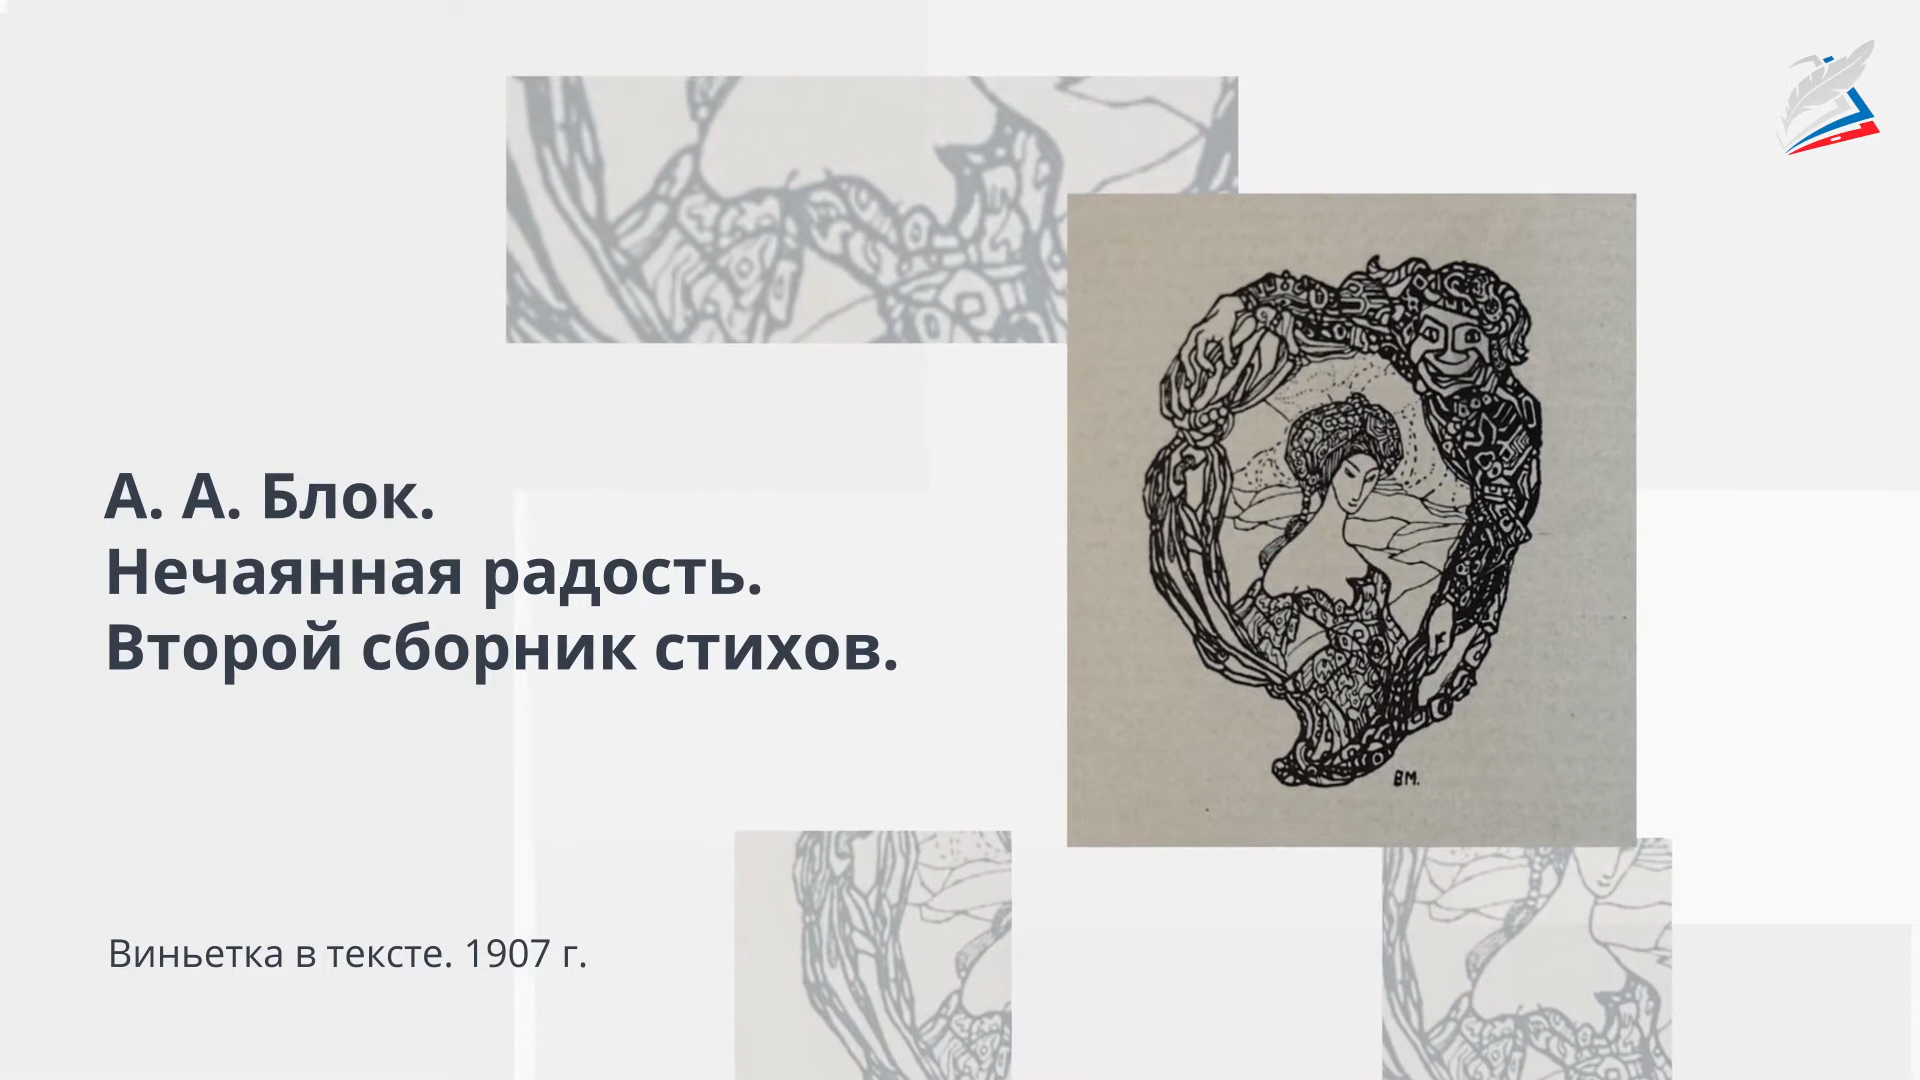 А. А. Блок.
Нечаянная радость.
Второй сборник стихов.
ВМ.
Виньетка в тексте. 1907 г.